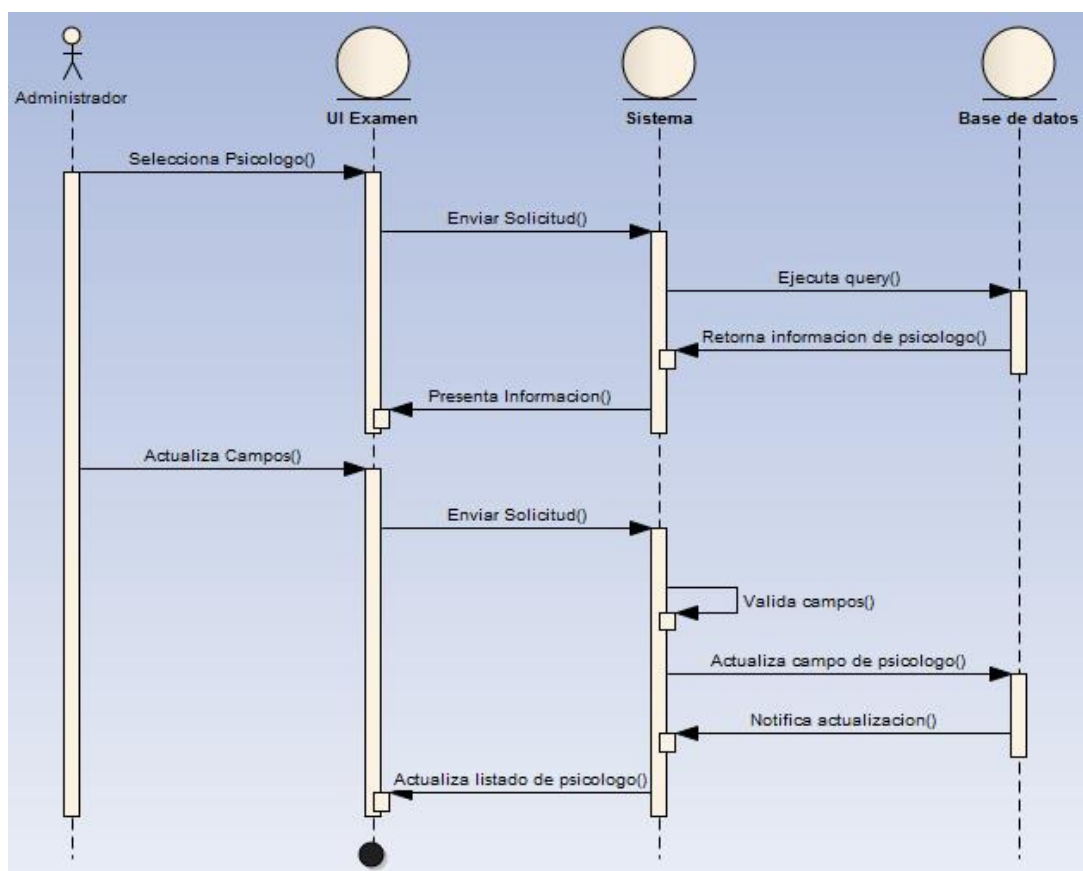 Administrador
UI Examen
Sistema
Base de datos
Selecciona Psicologo()
Enviar Solicitud()
Ejecuta query()
Retorna informacion de psicologo()
Presenta Informacion()
Actualiza Campos()
Enviar Solicitud()
Valida campos()
Actualiza campo de psicologo()
Notifica actualizacion()
Actualiza listado de psicologo()